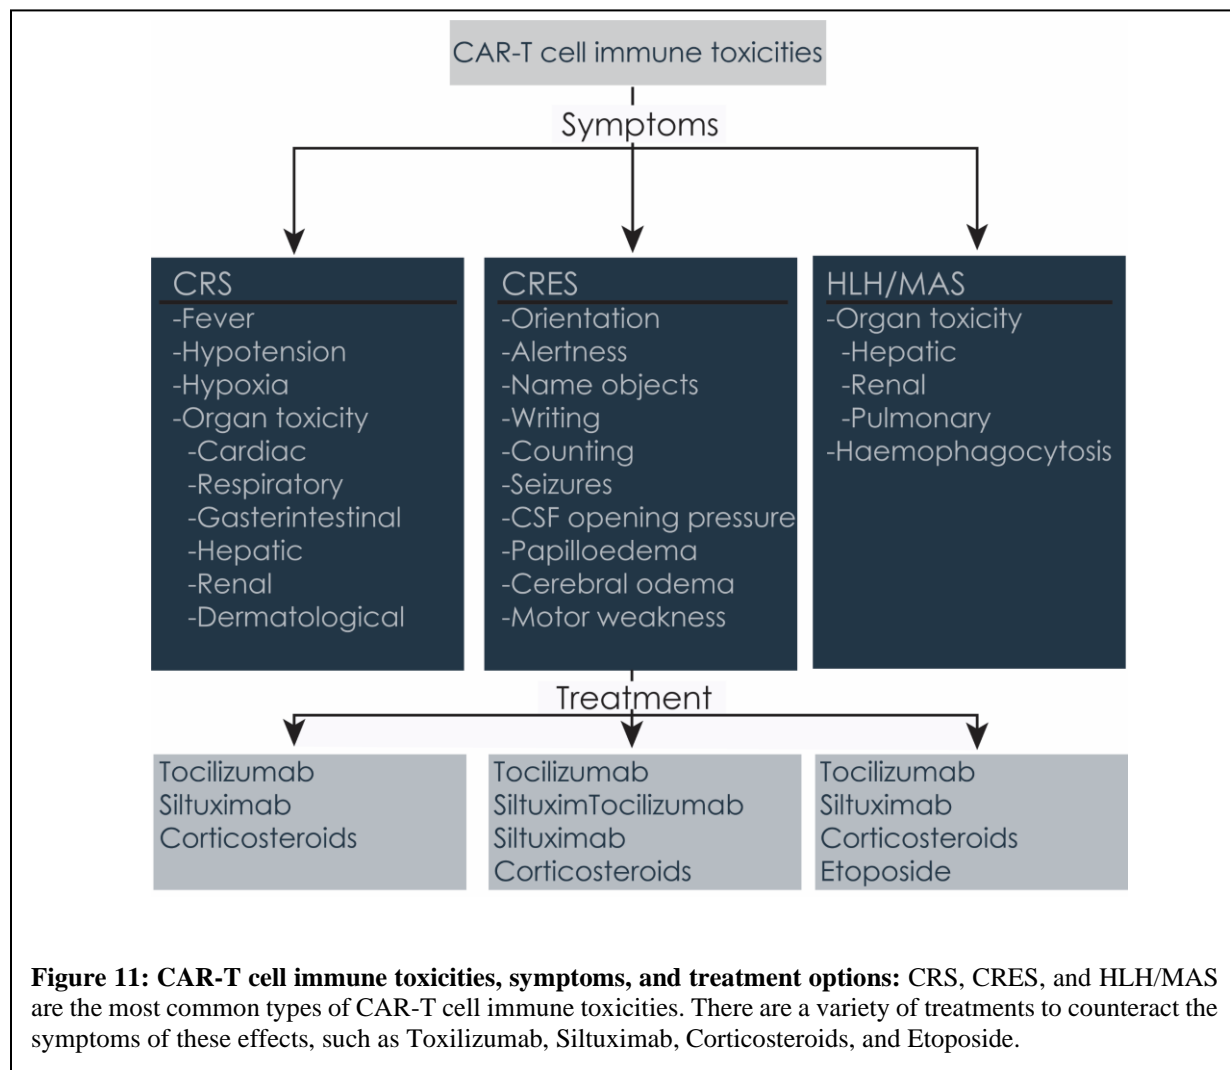 CAR-T cell immune toxicities
Symptoms
CRS
-Fever
-Hypotension
-Hypoxia
-Organ toxicity
-Cardiac
-Respiratory
-Gasterintestinal
-Hepatic
-Renal
-Dermatological
CRES
-Orientation
-Alertness
-Name objects
-Writing
-Counting
-Seizures
-CSF opening pressure
-Papilloedema
-Cerebral odema
-Motor weakness
HLH/MAS
-Organ toxicity
-Hepatic
-Renal
-Pulmonary
-Haemophagocytosis
Treatment
Tocilizumab
Siltuximab
Corticosteroids
Tocilizumab
SiltuximTocilizumab
Siltuximab
Corticosteroids
Tocilizumab
Siltuximab
Corticosteroids
Etoposide
Figure 11: CAR-T cell immune toxicities, symptoms, and treatment options: CRS, CRES, and HLH/MAS
are the most common types of CAR-T cell immune toxicities. There are a variety of treatments to counteract the
symptoms of these effects, such as Toxilizumab, Siltuximab, Corticosteroids, and Etoposide.